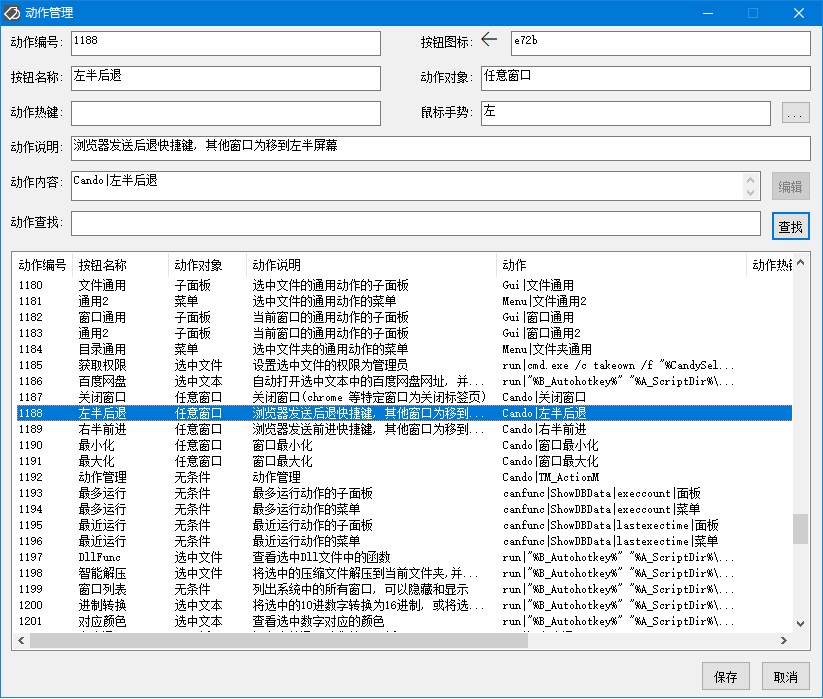 动作管理
动作编号: 1188 按钮图标: e72b
按钮名称: 左半后退 动作对象: 任意窗口
动作热键: 鼠标手势: 左 ...
动作说明: 浏览器发送后退快捷键, 其他窗口为移到左半屏幕
动作内容: Cando|左半后退 编辑
动作查找: 查找
动作编号 按钮名称 动作对象 动作说明 动作 动作热键
1180 文件通用 子面板 选中文件的通用动作的子面板 Gui|文件通用
1181 通用2 菜单 选中文件的通用动作的菜单 Menu|文件通用2
1182 窗口通用 子面板 当前窗口的通用动作的子面板 Gui|窗口通用
1183 通用2 子面板 当前窗口的通用动作的子面板 Gui|窗口通用2
1184 目录通用 菜单 选中文件夹的通用动作的菜单 Menu|文件夹通用
1185 获取权限 选中文件 设置选中文件的权限为管理员 run|cmd.exe /c takeown /f "%CandySel...
1186 百度网盘 选中文本 自动打开选中文本中的百度网盘网址, 并... run|"%B_Autohotkey%" "%A_ScriptDir%\...
1187 关闭窗口 任意窗口 关闭窗口(chrome 等特定窗口为关闭标签页) Cando|关闭窗口
1188 左半后退 任意窗口 浏览器发送后退快捷键, 其他窗口为移到... Cando|左半后退
1189 右半前进 任意窗口 浏览器发送前进快捷键, 其他窗口为移到... Cando|右半前进
1190 最小化 任意窗口 窗口最小化 Cando|窗口最小化
1191 最大化 任意窗口 窗口最大化 Cando|窗口最大化
1192 动作管理 无条件 动作管理 Cando|TM_ActionM
1193 最多运行 无条件 最多运行动作的子面板 canfunc|ShowDBData|execcount|面板
1194 最多运行 无条件 最多运行动作的菜单 canfunc|ShowDBData|execcount|菜单
1195 最近运行 无条件 最近运行动作的子面板 canfunc|ShowDBData|lastexectime|面板
1196 最近运行 无条件 最近运行动作的菜单 canfunc|ShowDBData|lastexectime|菜单
1197 DllFunc 选中文件 查看选中Dll文件中的函数 run|"%B_Autohotkey%" "%A_ScriptDir%\...
1198 智能解压 选中文件 将选中的压缩文件解压到当前文件夹,并... run|"%B_Autohotkey%" "%A_ScriptDir%\...
1199 窗口列表 无条件 列出系统中的所有窗口, 可以隐藏和显示 run|"%B_Autohotkey%" "%A_ScriptDir%\...
1200 进制转换 选中文本 将选中的10进数字转换为16进制, 或将选... run|"%B_Autohotkey%" "%A_ScriptDir%\...
1201 对应颜色 选中文本 查看选中数字对应的颜色 run|"%B_Autohotkey%" "%A_ScriptDir%\...
保存 取消